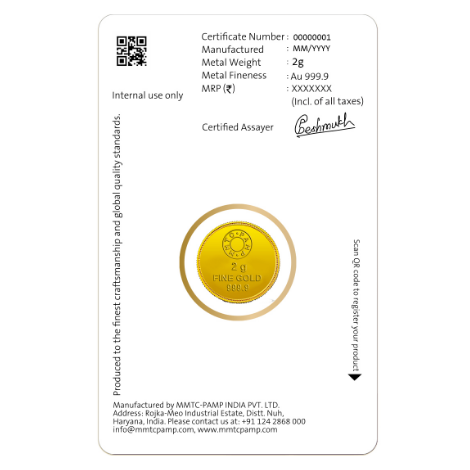 Certificate Number : 00000001
Manufactured : MM/YYYY
Metal Weight : 2g
Metal Fineness : Au 999.9
MRP (₹) : XXXXXXX
(Incl. of all taxes)
Internal use only
Certified Assayer
Deshmukh
Produced to the finest craftsmanship and global quality standards.
MMTC-PAMP
2 g
FINE GOLD
999.9
Scan QR code to register your product
Manufactured by MMTC-PAMP INDIA PVT. LTD.
Address: Rojka-Meo Industrial Estate, Distt. Nuh,
Haryana, India. Please contact us at: +91 124 2868 000
info@mmtcpamp.com, www.mmtcpamp.com